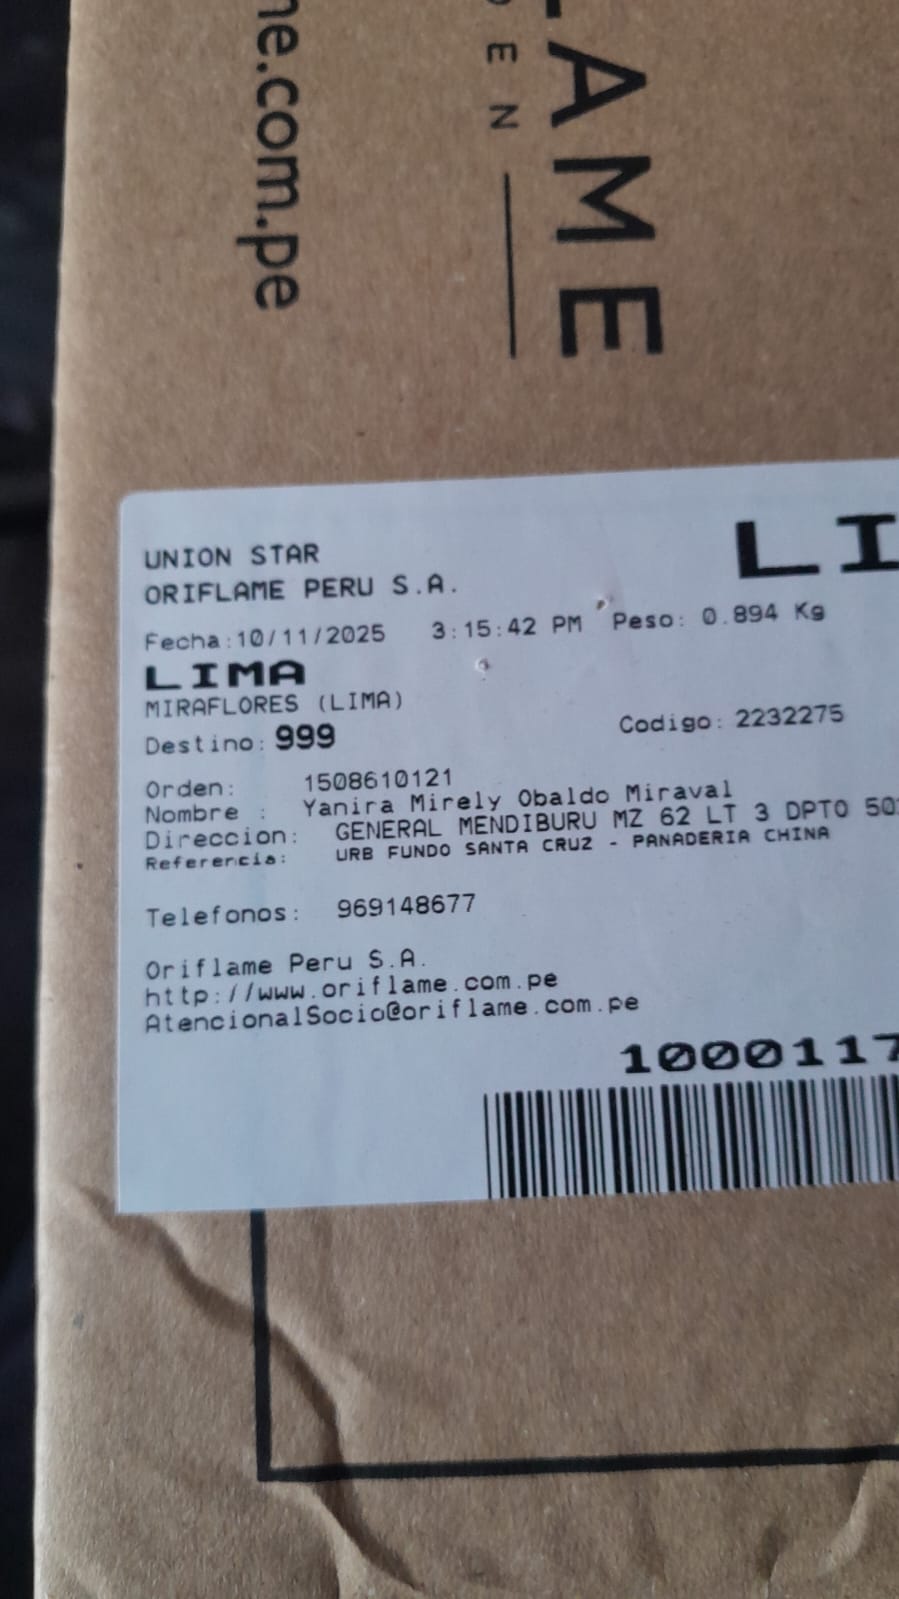 ne.com.pe
DEN
LAME
UNION STAR
ORIFLAME PERU S.A.
LI
Fecha:10/11/2025 3:15:42 PM Peso: 0.894 Kg
LIMA
MIRAFLORES (LIMA)
Destino: 999 Codigo: 2232275
Orden: 1508610121
Nombre : Yanira Mirely Obaldo Miraval
Direccion: GENERAL MENDIBURU MZ 62 LT 3 DPTO 50
Referencia: URB FUNDO SANTA CRUZ - PANADERIA CHINA
Telefonos: 969148677
Oriflame Peru S.A.
http://www.oriflame.com.pe
AtencionalSocio@oriflame.com.pe
1000117